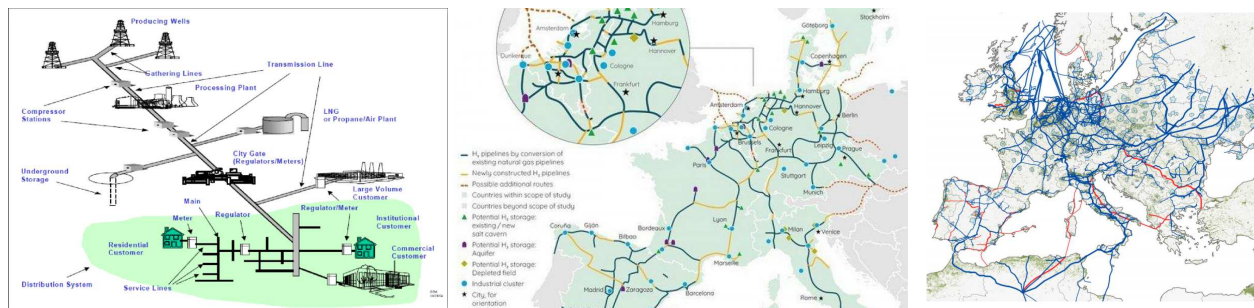 Producing Wells
Gathering Lines
Transmission Line
Processing Plant
Compressor
Stations
LNG
or Propane/Air Plant
City Gate
(Regulators/Meters)
Underground
Storage
Large Volume
Customer
Main
Regulator
Regulator/Meter
Meter
Institutional
Customer
Residential
Customer
Commercial
Customer
Service Lines
Distribution System
Amsterdam
Hamburg
Hannover
Dunkerque
Cologne
Frankfurt
Stockholm
Göteborg
Copenhagen
Hamburg
Amsterdam
Hannover
Berlin
Cologne
Brussels
Leipzig
Frankfurt
Prague
Paris
Stuttgart
Munich
Lyon
Milan
Venice
Bordeaux
Coruña
Gijón
Bilbao
Marseille
Madrid
Zaragoza
Barcelona
Rome
H₂ pipelines by conversion of
existing natural gas pipelines
Newly constructed H₂ pipelines
Possible additional routes
Countries within scope of study
Countries beyond scope of study
Potential H₂ storage:
existing / new
salt cavern
Potential H₂ storage:
Aquifer
Potential H₂ storage:
Depleted field
Industrial cluster
City, for
orientation